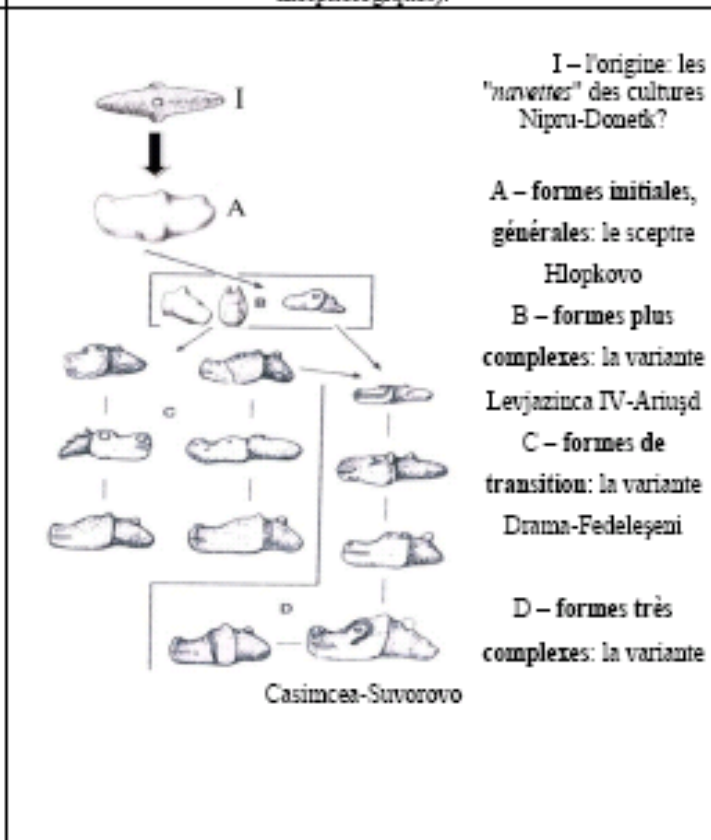 I
A
B
C
D
I – l'origine: les
"navettes" des cultures
Nipru-Donetk?
A – formes initiales,
générales: le sceptre
Hlopkovo
B – formes plus
complexes: la variante
Levjazinca IV-Ariuşd
C – formes de
transition: la variante
Drama-Fedeleşeni
D – formes très
complexes: la variante
Casimcea-Suvorovo